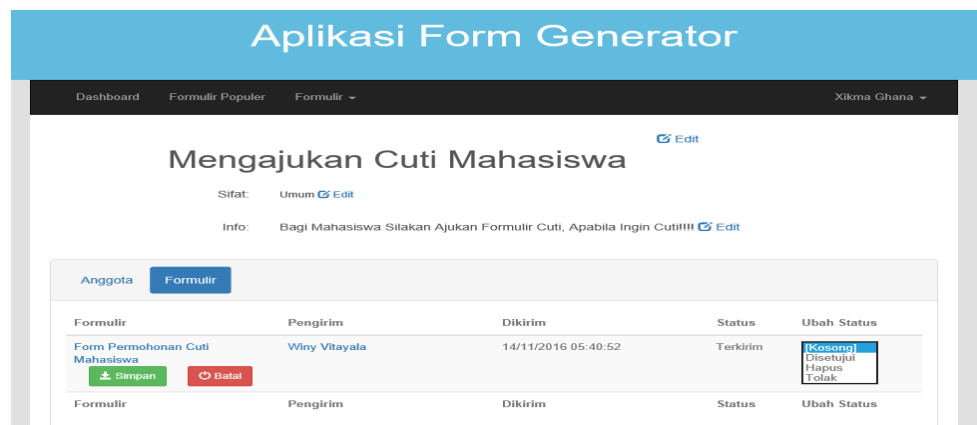 Aplikasi Form Generator
Dashboard Formulir Populer Formulir Xikma Ghana
Edit
Mengajukan Cuti Mahasiswa
Sifat: Umum Edit
Info: Bagi Mahasiswa Silakan Ajukan Formulir Cuti, Apabila Ingin Cuti!!!! Edit
Anggota Formulir
Formulir Pengirim Dikirim Status Ubah Status
Form Permohonan Cuti Winy Vitayala 14/11/2016 05:40:52 Terkirim [Kosong]
Mahasiswa Disetujui
Hapus
Simpan Batal Tolak
Formulir Pengirim Dikirim Status Ubah Status